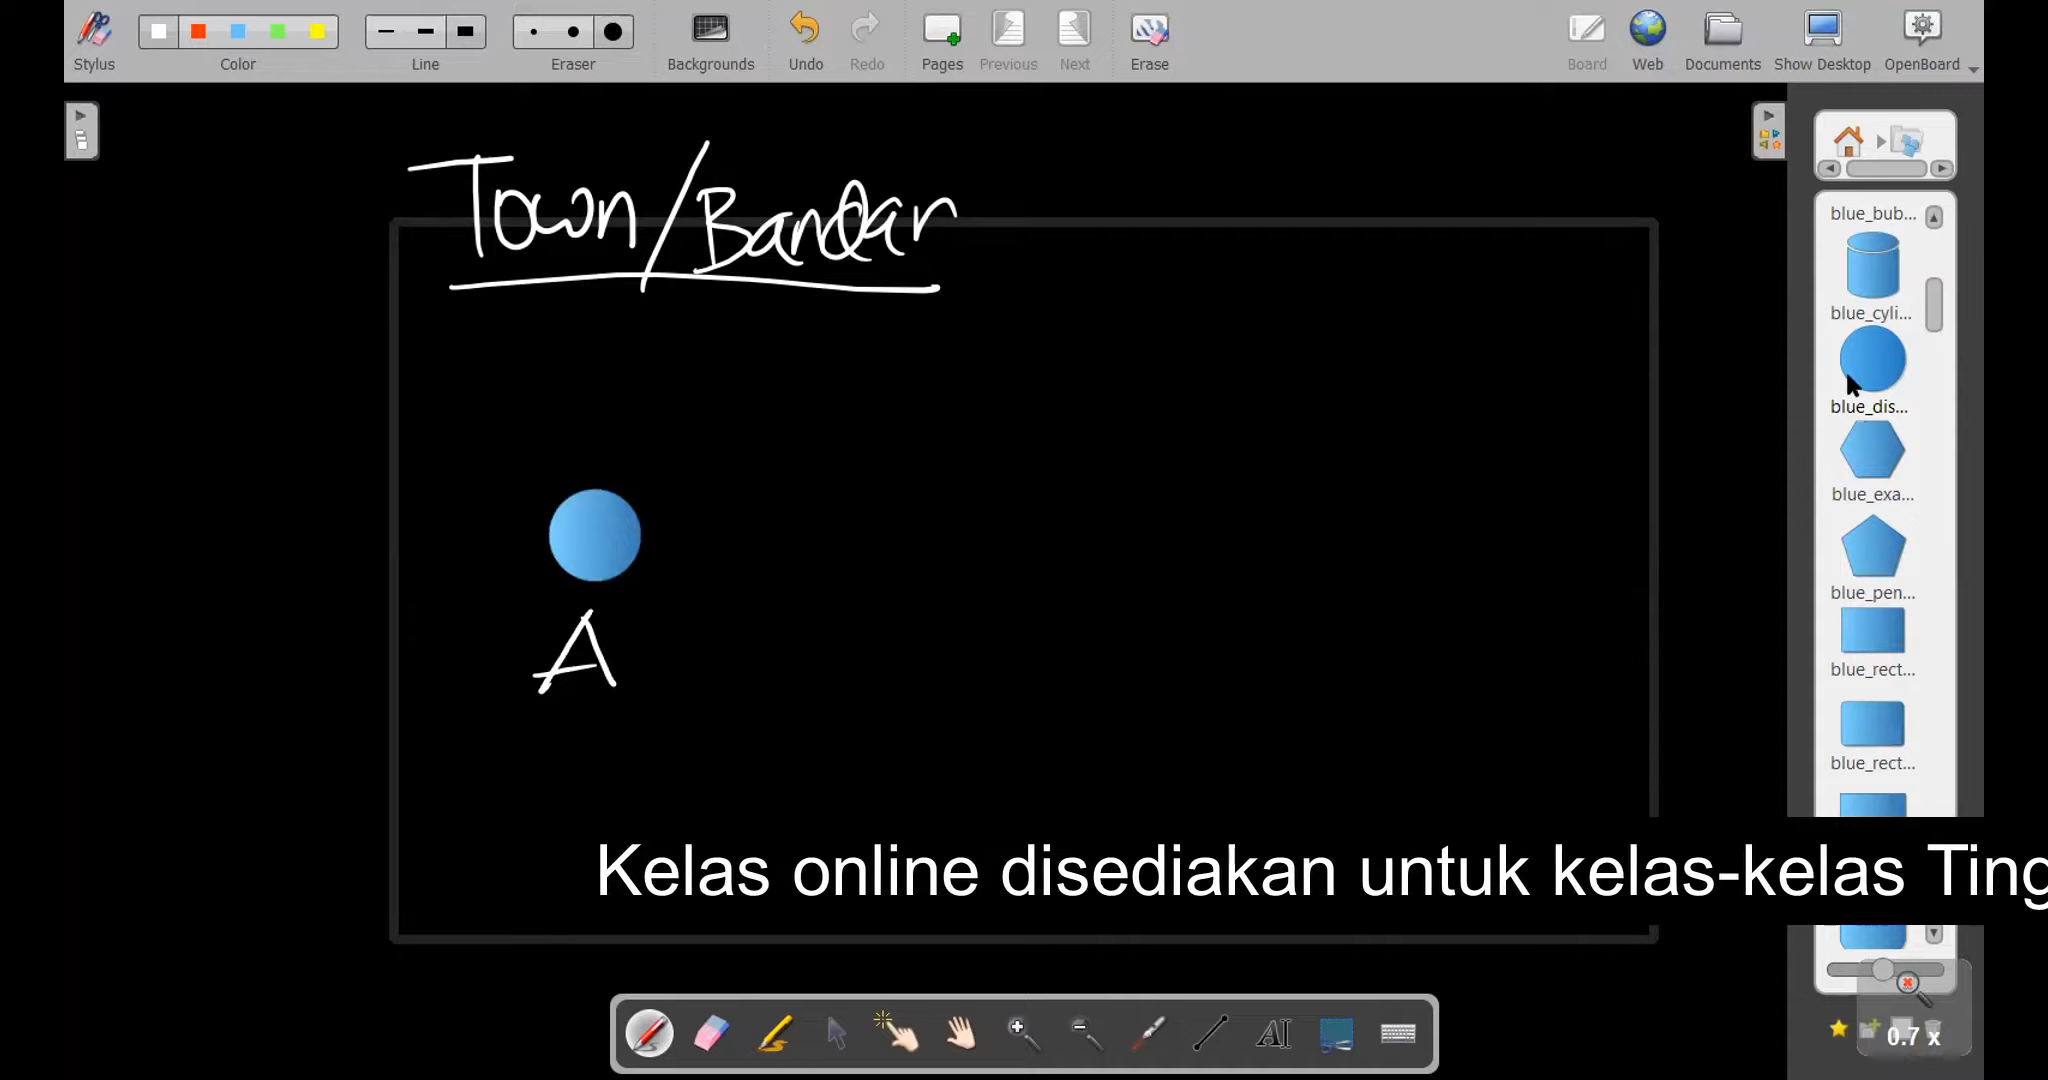 Stylus
Color
Line
Eraser
Backgrounds
Undo
Redo
Pages
Previous
Next
Erase
Board
Web
Documents
Show Desktop
OpenBoard
Town/Bandar
A
blue_bub...
blue_cyli...
blue_dis...
blue_exa...
blue_pen...
blue_rect...
blue_rect...
Kelas online disediakan untuk kelas-kelas Ting
AI
0.7 x